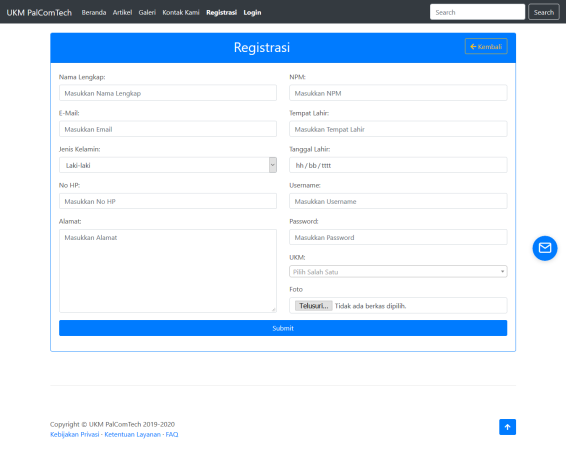 UKM PalComTech Beranda Artikel Galeri Kontak Kami Registrasi Login Search Search
Registrasi
Kembali
Nama Lengkap:
Masukkan Nama Lengkap
E-Mail:
Masukkan Email
Jenis Kelamin:
Laki-laki
No HP:
Masukkan No HP
Alamat:
Masukkan Alamat
NPM:
Masukkan NPM
Tempat Lahir:
Masukkan Tempat Lahir
Tanggal Lahir:
hh / bb / tttt
Username:
Masukkan Username
Password:
Masukkan Password
UKM:
Pilih Salah Satu
Foto
Telusuri... Tidak ada berkas dipilih.
Submit
Copyright © UKM PalComTech 2019-2020
Kebijakan Privasi · Ketentuan Layanan · FAQ